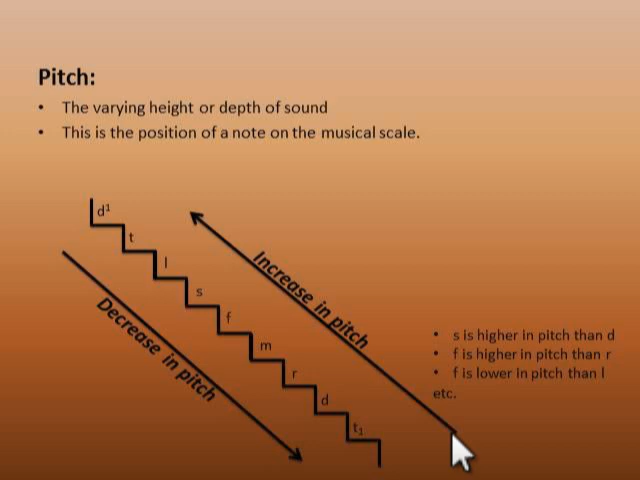 Pitch:
• The varying height or depth of sound
• This is the position of a note on the musical scale.
d¹
t
l
s
f
m
r
d
t₁
Increase in pitch
Decrease in pitch
• s is higher in pitch than d
• f is higher in pitch than r
• f is lower in pitch than l
etc.